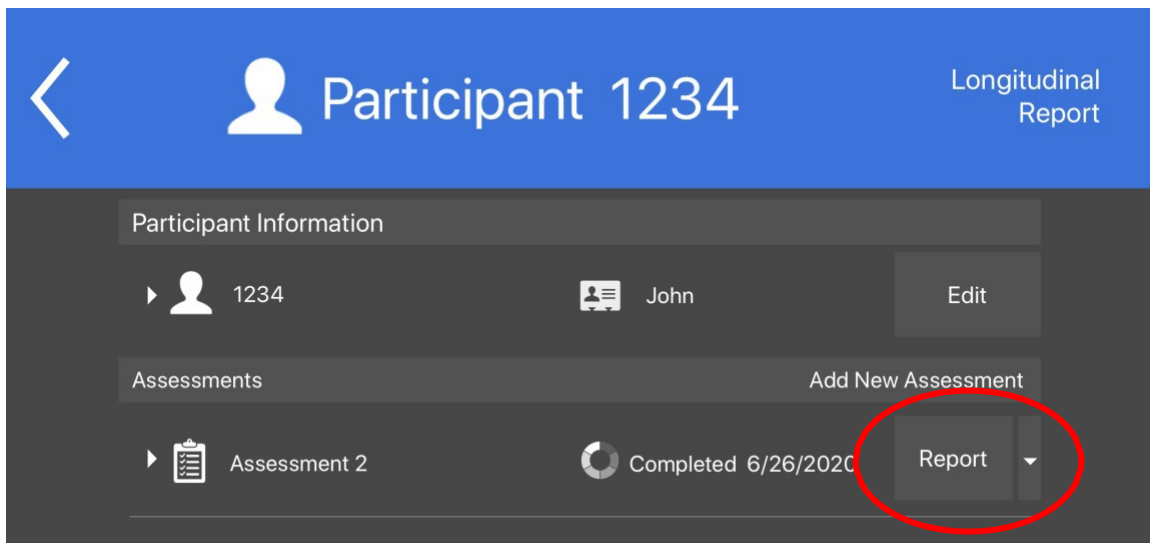 Participant 1234
Longitudinal
Report
Participant Information
1234 John Edit
Assessments Add New Assessment
Assessment 2 Completed 6/26/2020 Report